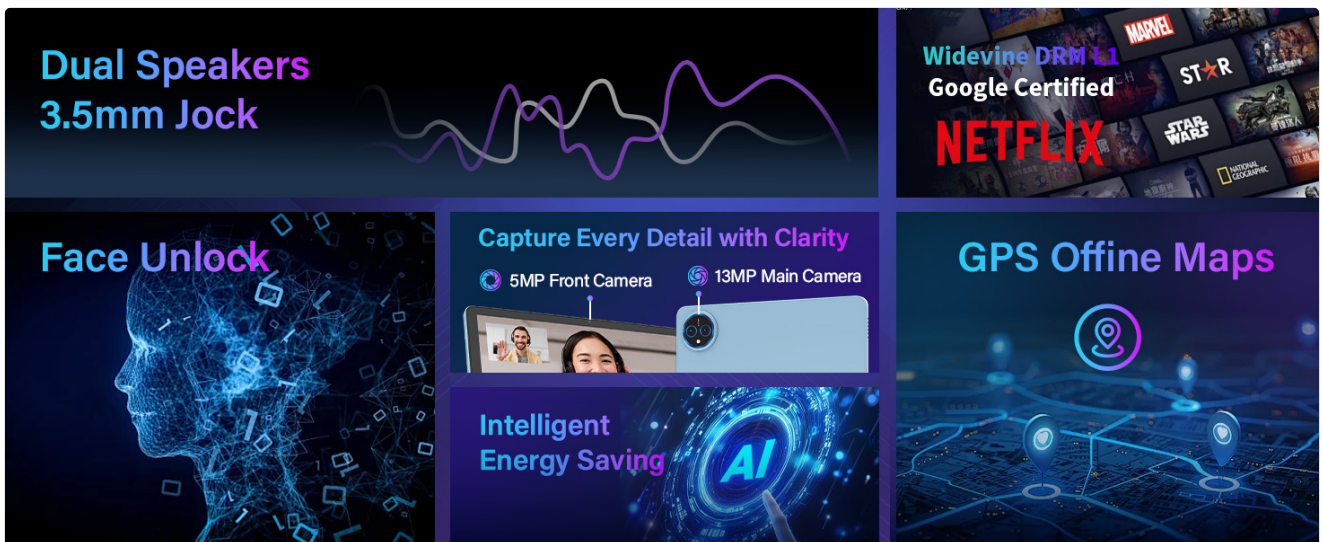 Dual Speakers
3.5mm Jock
Widevine DRM L1
Google Certified
NETFLIX
MARVEL
STAR
STAR
WARS
NATIONAL
GEOGRAPHIC
Face Unlock
Capture Every Detail with Clarity
5MP Front Camera
13MP Main Camera
Intelligent
Energy Saving
AI
GPS Offine Maps